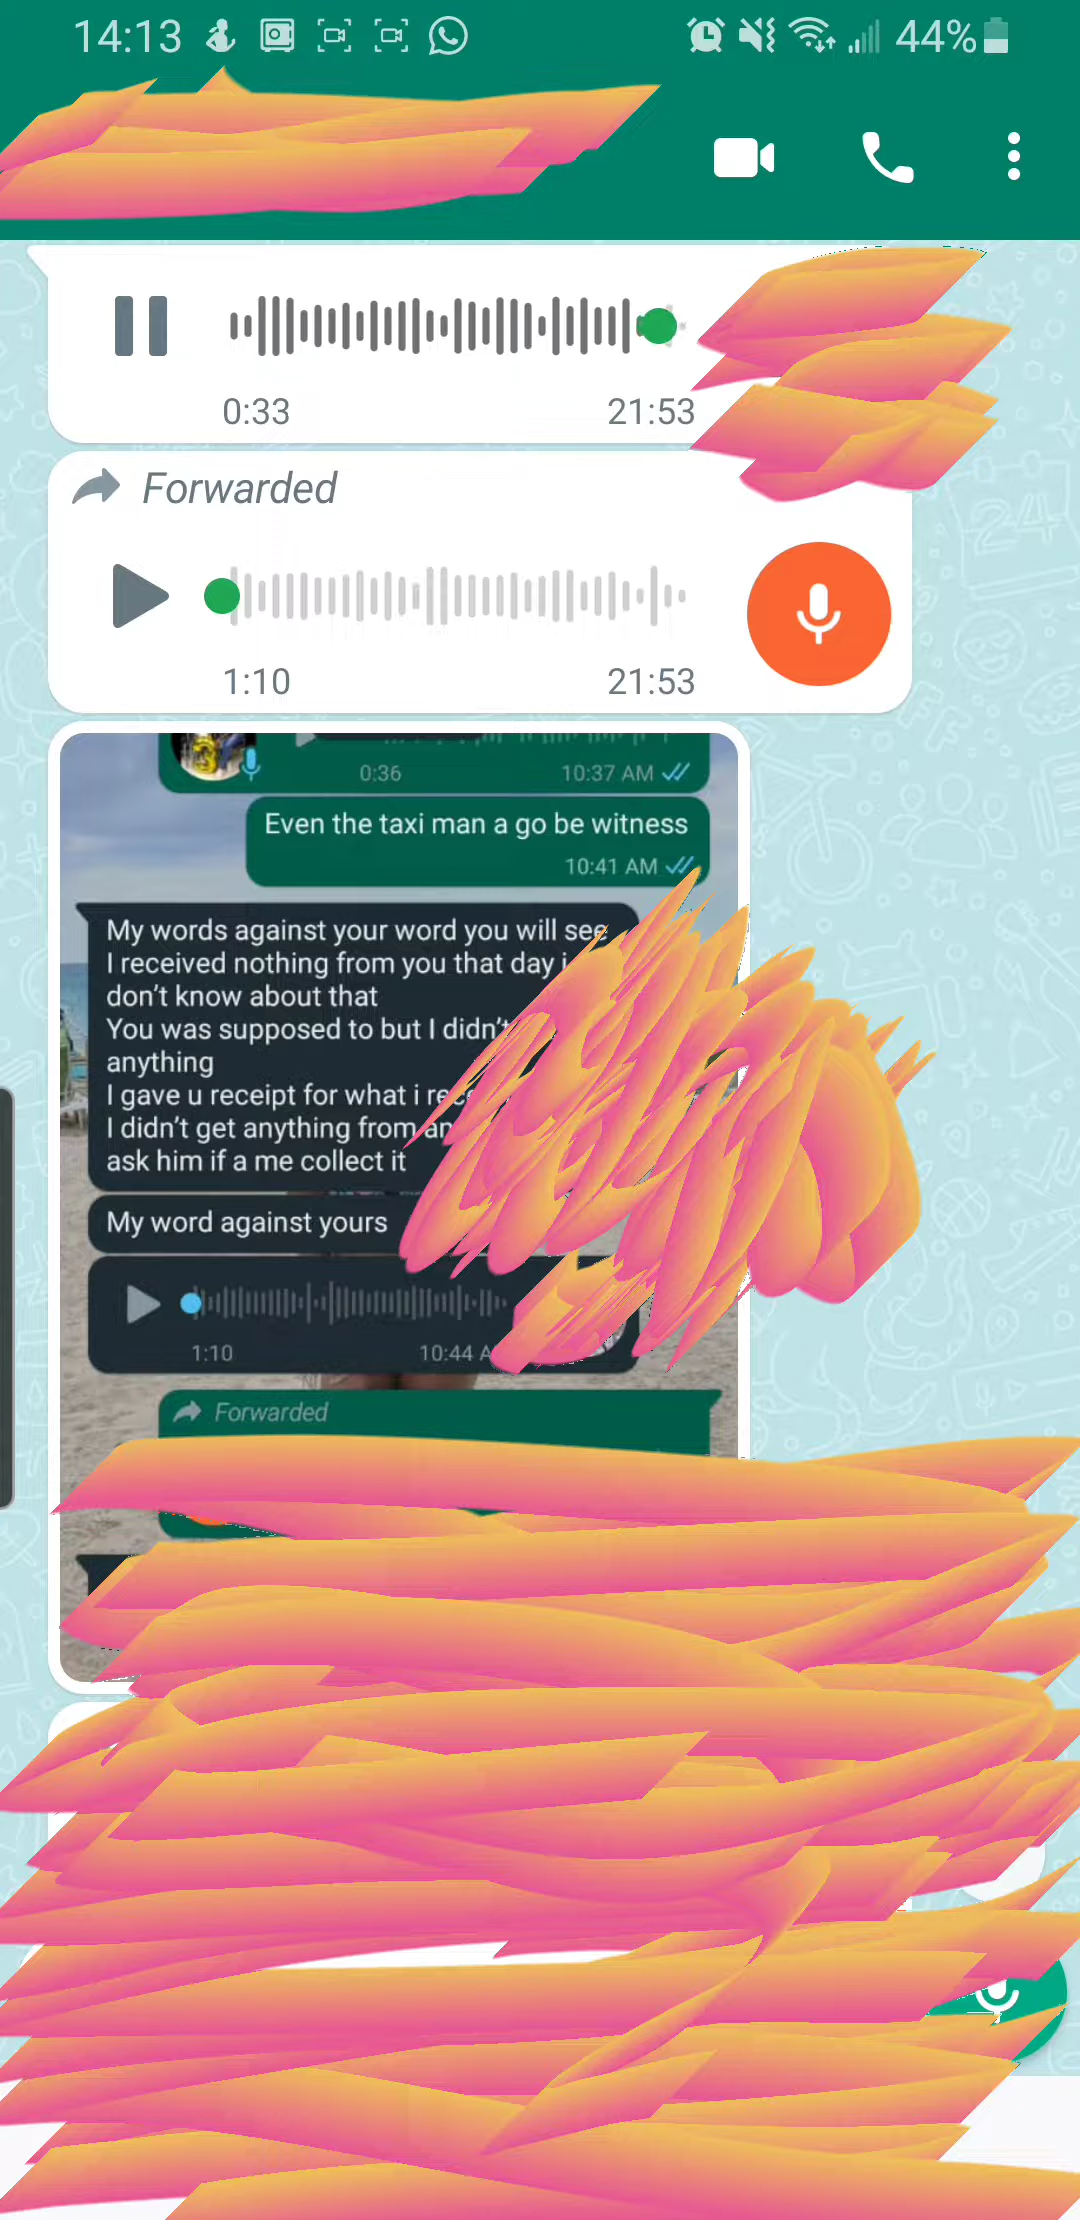 14:13
44%
0:33 21:53
Forwarded
1:10 21:53
0:36 10:37 AM
Even the taxi man a go be witness
10:41 AM
My words against your word you will see
I received nothing from you that day i
don't know about that
You was supposed to but I didn't
anything
I gave u receipt for what i
I didn't get anything from
ask him if a me collect it
My word against yours
1:10 10:44
Forwarded